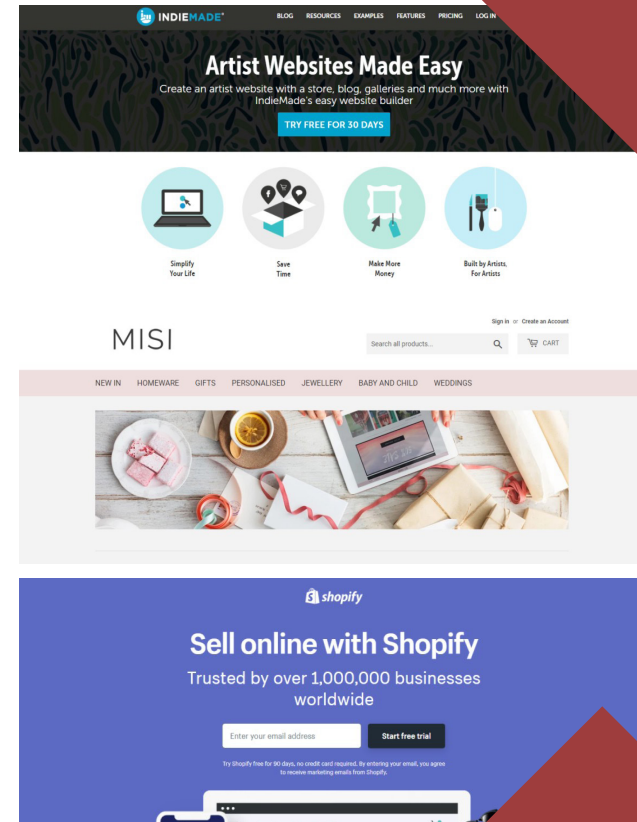 INDIEMADE
BLOG RESOURCES EXAMPLES FEATURES PRICING LOG IN
Artist Websites Made Easy
Create an artist website with a store, blog, galleries and much more with
IndieMade's easy website builder
TRY FREE FOR 30 DAYS
Simplify
Your Life
Save
Time
Make More
Money
Built by Artists,
For Artists
Sign in or Create an Account
MISI
Search all products...
CART
NEW IN HOMEWARE GIFTS PERSONALISED JEWELLERY BABY AND CHILD WEDDINGS
shopify
Sell online with Shopify
Trusted by over 1,000,000 businesses
worldwide
Enter your email address
Start free trial
Try Shopify free for 90 days, no credit card required. By entering your email, you agree
to receive marketing emails from Shopify.